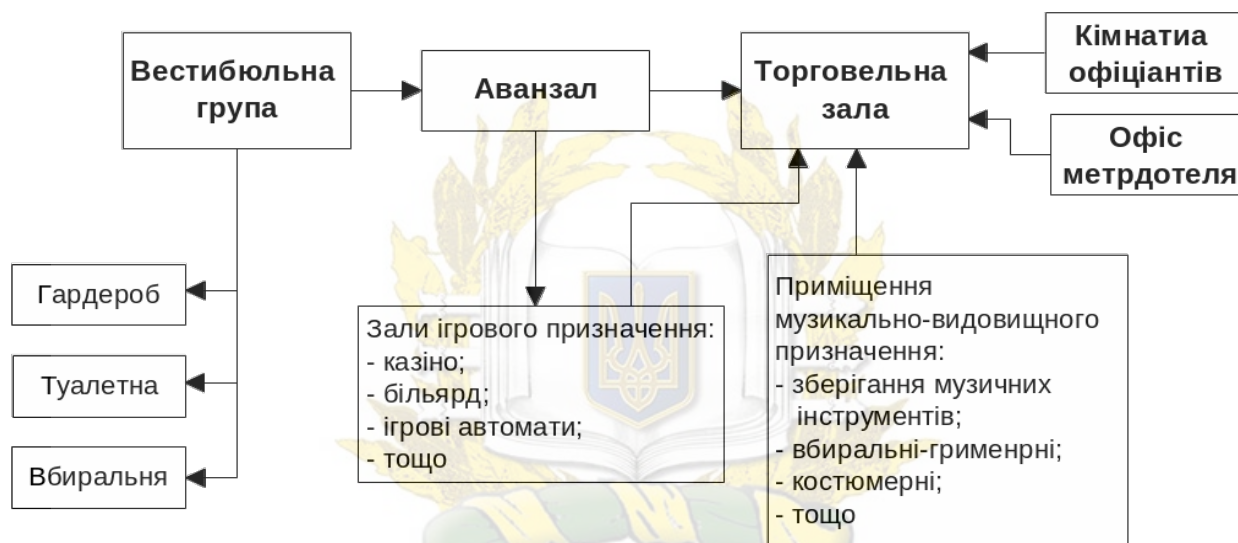 Вестибюльна
група
Аванзал
Торговельна
зала
Кімнатиа
офіціантів
Офіс
метрдотеля
Гардероб
Туалетна
Вбиральня
Зали ігрового призначення:
- казіно;
- більярд;
- ігрові автомати;
- тощо
Приміщення
музикально-видовищного
призначення:
- зберігання музичних
інструментів;
- вбиральні-грименрні;
- костюмерні;
- тощо